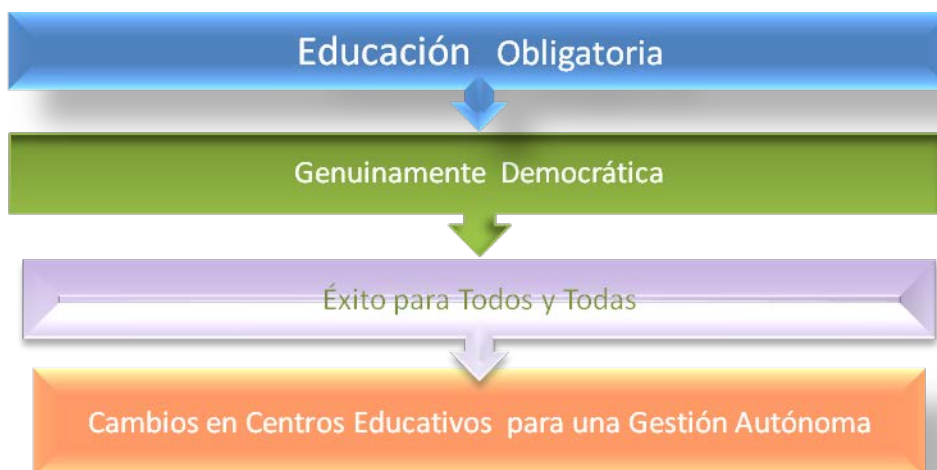 Educación Obligatoria
Genuinamente Democrática
Éxito para Todos y Todas
Cambios en Centros Educativos para una Gestión Autónoma